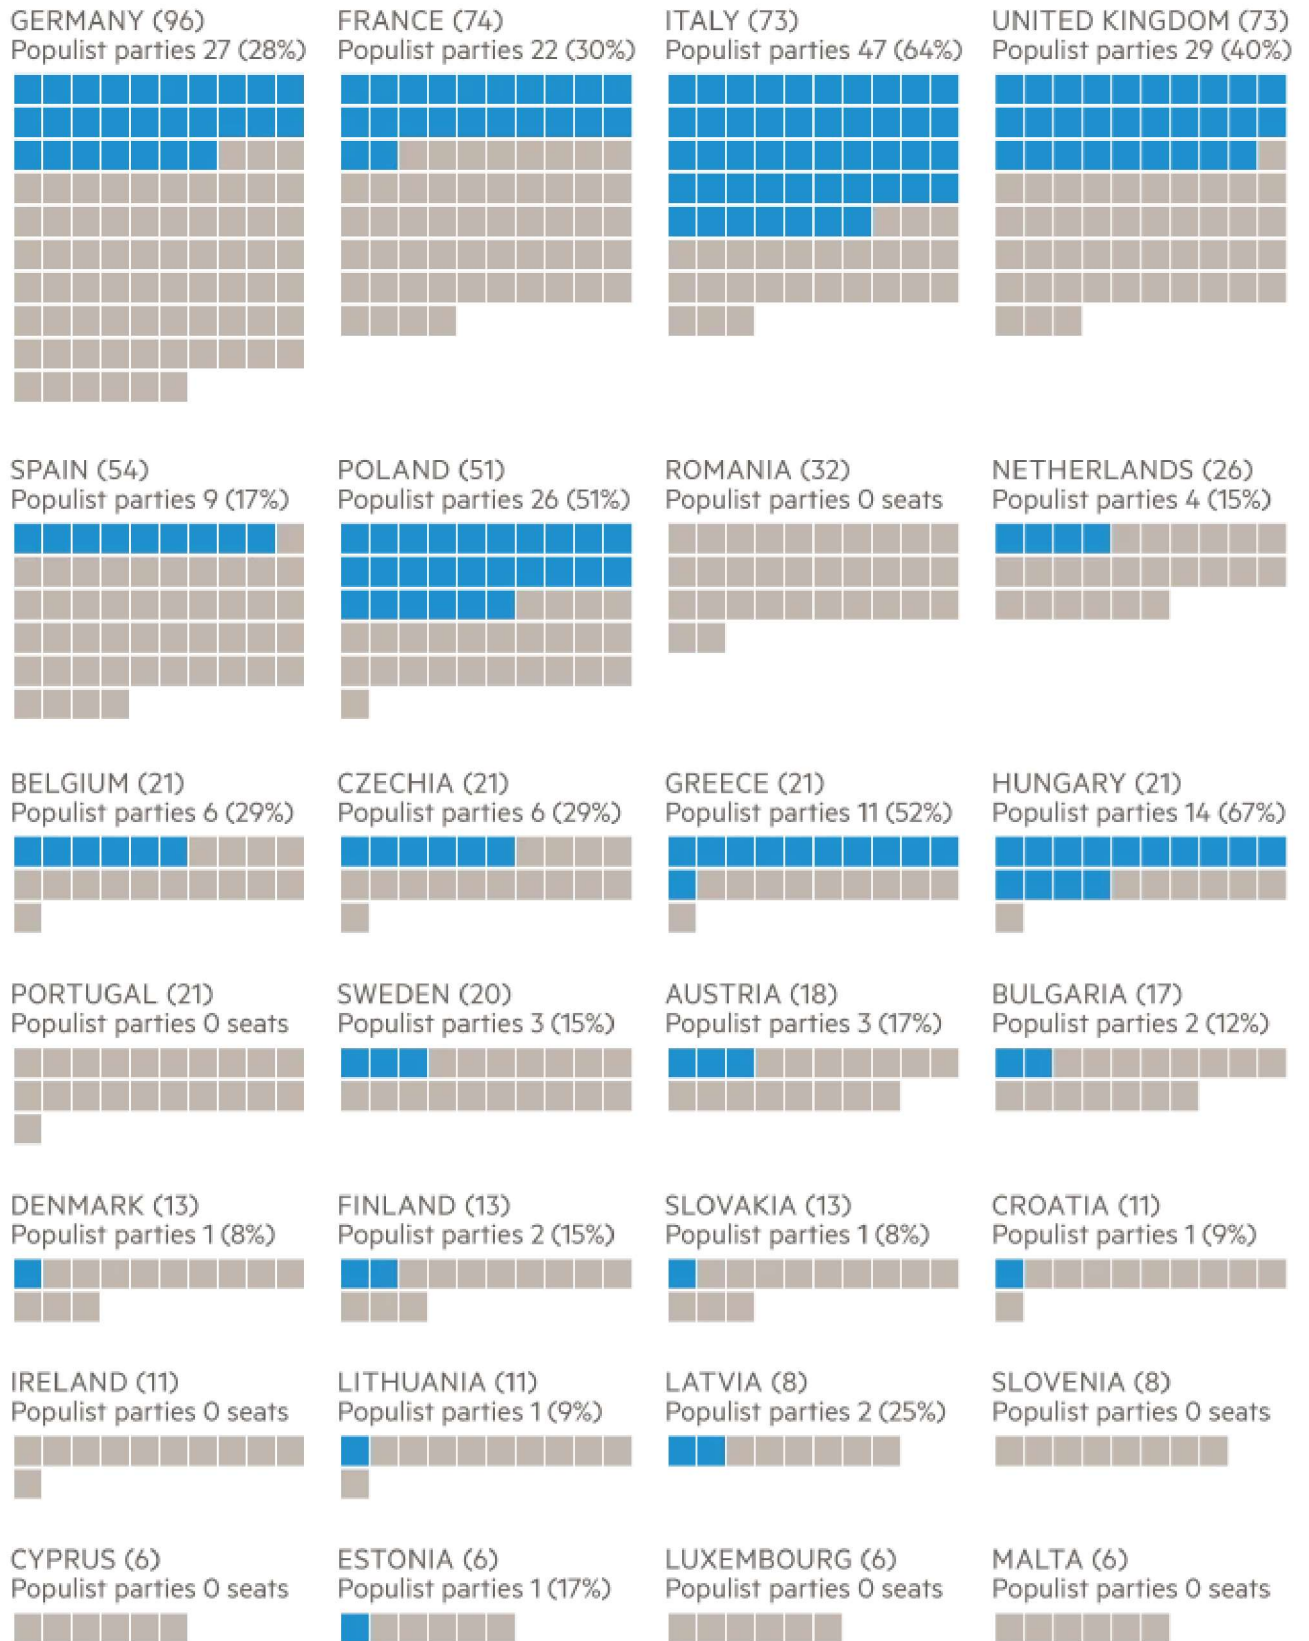 GERMANY (96)
Populist parties 27 (28%)
FRANCE (74)
Populist parties 22 (30%)
ITALY (73)
Populist parties 47 (64%)
UNITED KINGDOM (73)
Populist parties 29 (40%)
SPAIN (54)
Populist parties 9 (17%)
POLAND (51)
Populist parties 26 (51%)
ROMANIA (32)
Populist parties 0 seats
NETHERLANDS (26)
Populist parties 4 (15%)
BELGIUM (21)
Populist parties 6 (29%)
CZECHIA (21)
Populist parties 6 (29%)
GREECE (21)
Populist parties 11 (52%)
HUNGARY (21)
Populist parties 14 (67%)
PORTUGAL (21)
Populist parties 0 seats
SWEDEN (20)
Populist parties 3 (15%)
AUSTRIA (18)
Populist parties 3 (17%)
BULGARIA (17)
Populist parties 2 (12%)
DENMARK (13)
Populist parties 1 (8%)
FINLAND (13)
Populist parties 2 (15%)
SLOVAKIA (13)
Populist parties 1 (8%)
CROATIA (11)
Populist parties 1 (9%)
IRELAND (11)
Populist parties 0 seats
LITHUANIA (11)
Populist parties 1 (9%)
LATVIA (8)
Populist parties 2 (25%)
SLOVENIA (8)
Populist parties 0 seats
CYPRUS (6)
Populist parties 0 seats
ESTONIA (6)
Populist parties 1 (17%)
LUXEMBOURG (6)
Populist parties 0 seats
MALTA (6)
Populist parties 0 seats